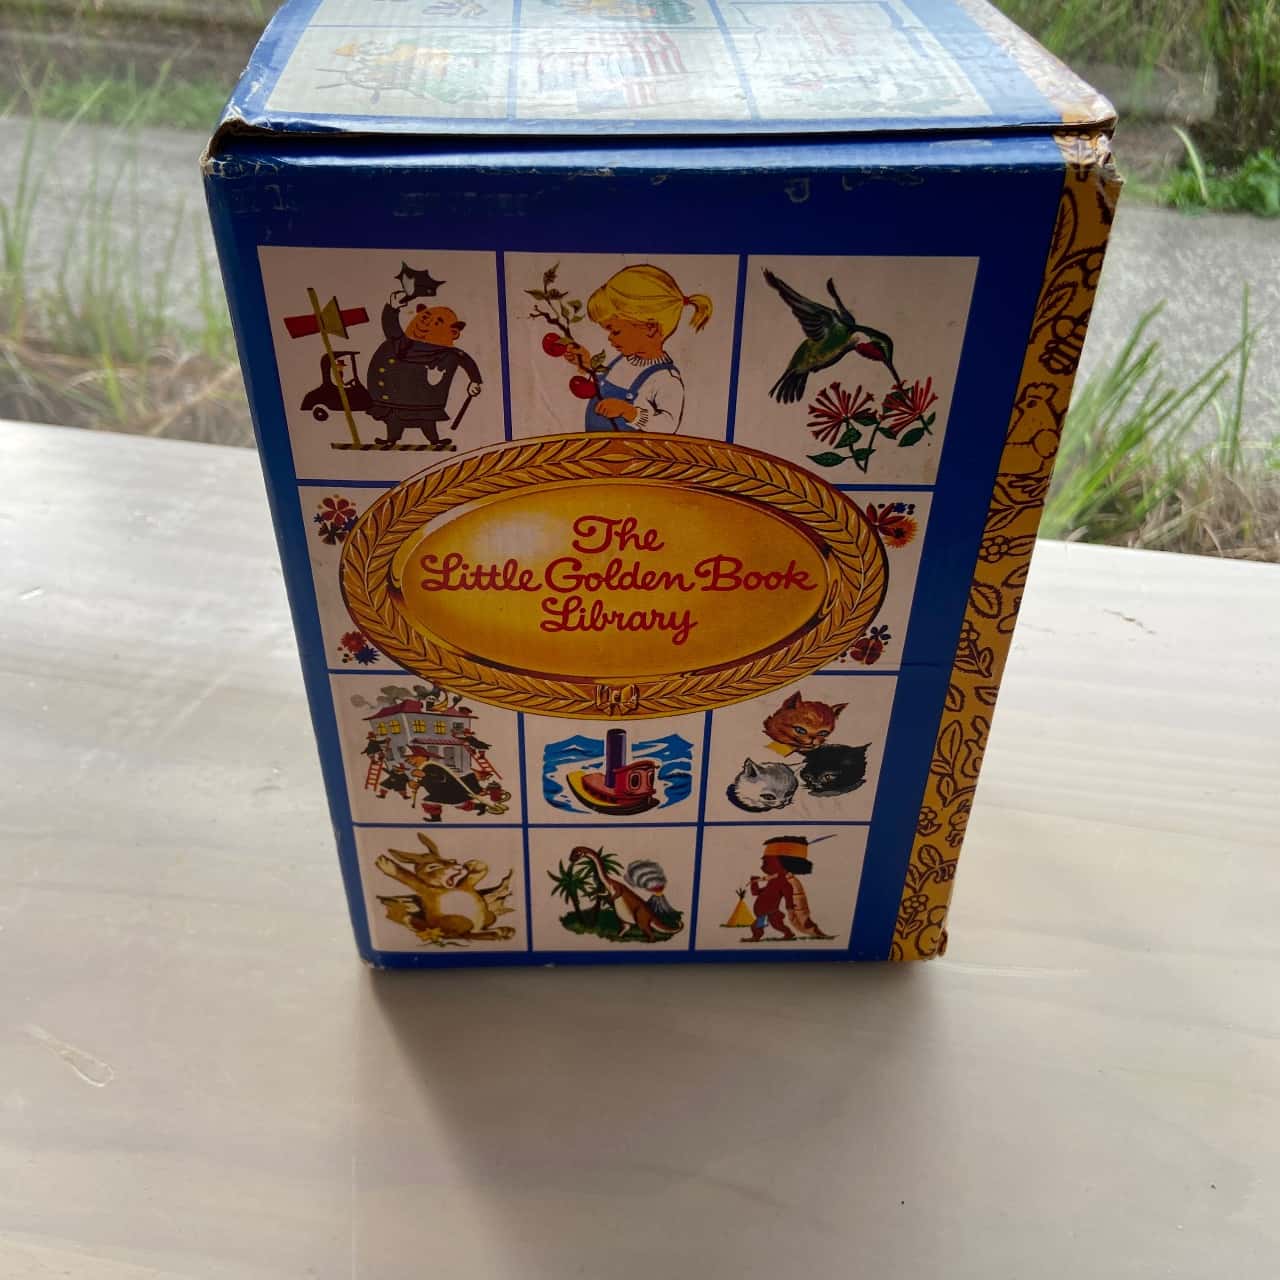 The
Little Golden Book
Library